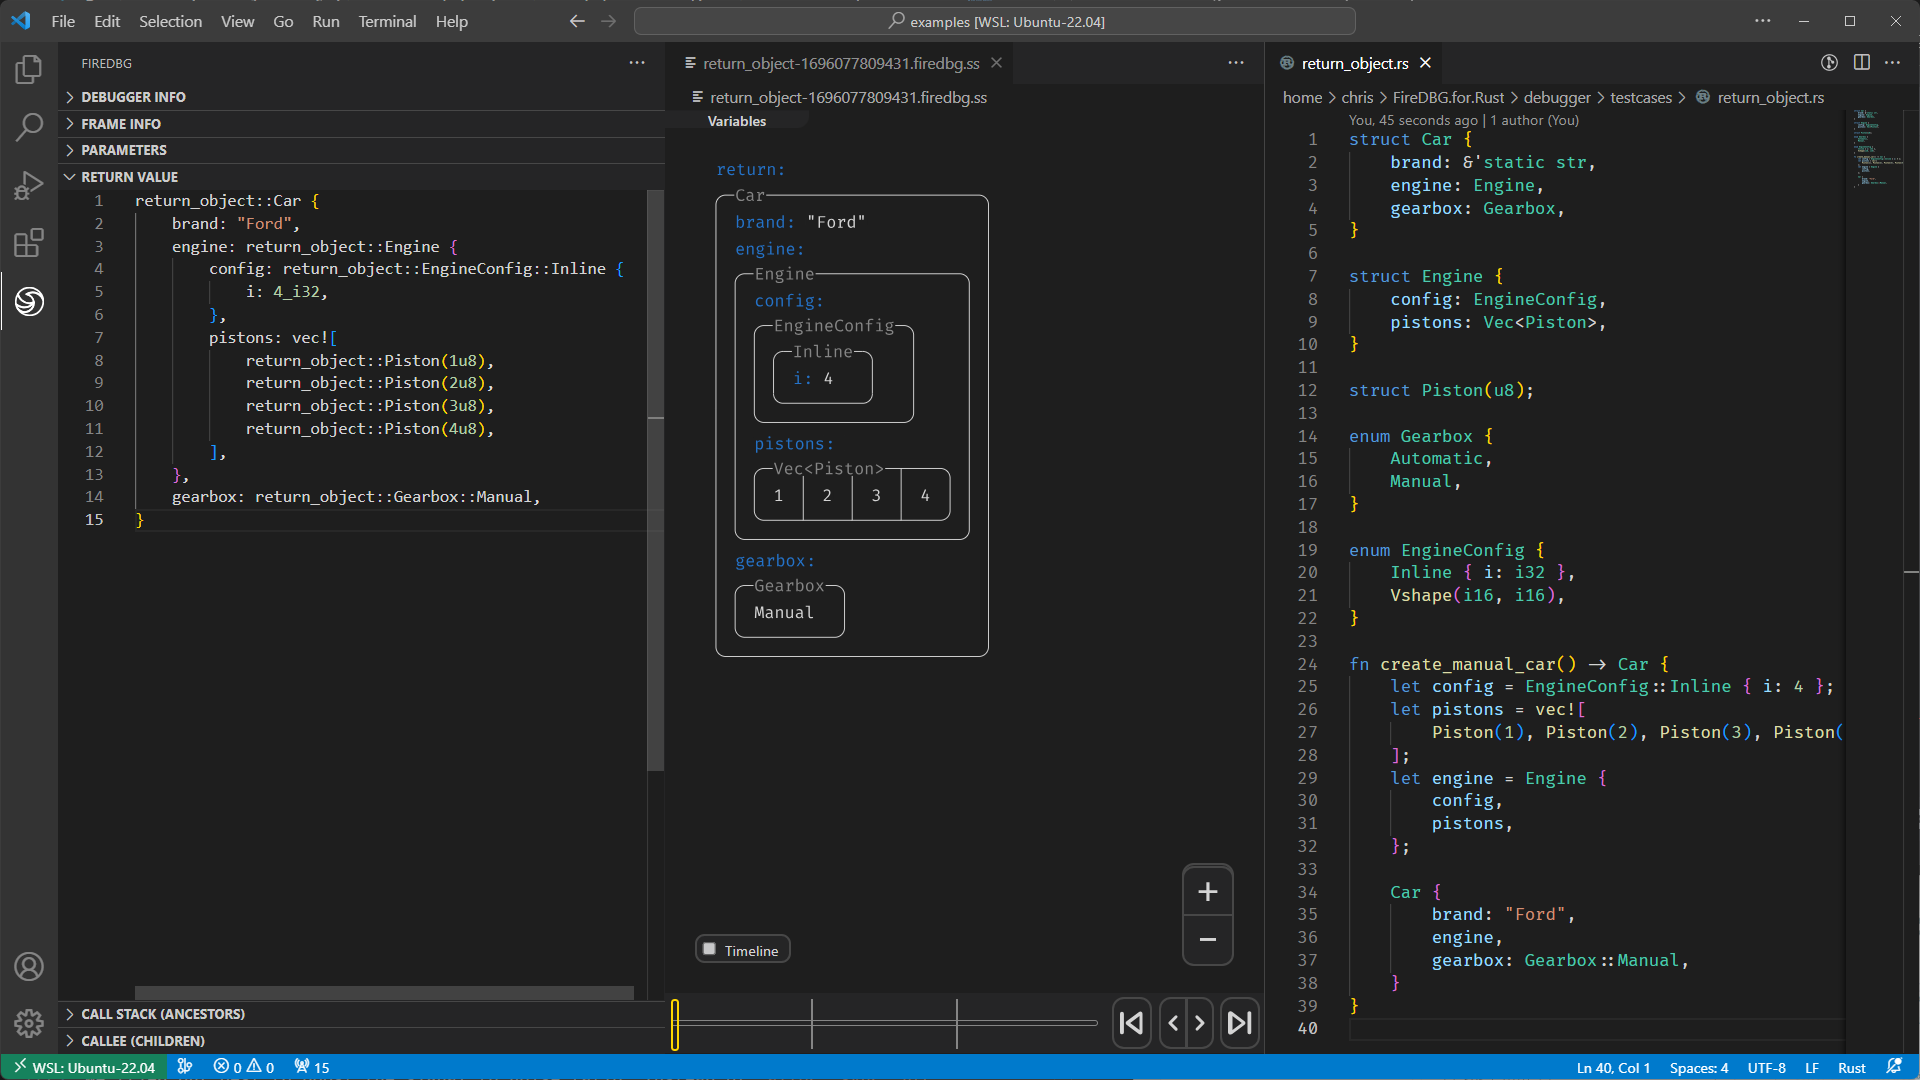 File Edit Selection View Go Run Terminal Help
examples [WSL: Ubuntu-22.04]
FIREDBG
DEBUGGER INFO
FRAME INFO
PARAMETERS
RETURN VALUE
1 return_object::Car {
2 brand: "Ford",
3 engine: return_object::Engine {
4 config: return_object::EngineConfig::Inline {
5 i: 4_i32,
6 },
7 pistons: vec![
8 return_object::Piston(1u8),
9 return_object::Piston(2u8),
10 return_object::Piston(3u8),
11 return_object::Piston(4u8),
12 ],
13 },
14 gearbox: return_object::Gearbox::Manual,
15 }
CALL STACK (ANCESTORS)
CALLEE (CHILDREN)
return_object-1696077809431.firedbg.ss
return_object-1696077809431.firedbg.ss
Variables
return:
Car
brand: "Ford"
engine:
Engine
config:
EngineConfig
Inline
i: 4
pistons:
Vec<Piston>
1 2 3 4
gearbox:
Gearbox
Manual
+
−
Timeline
return_object.rs
home > chris > FireDBG.for.Rust > debugger > testcases > return_object.rs
You, 45 seconds ago | 1 author (You)
1 struct Car {
2 brand: &'static str,
3 engine: Engine,
4 gearbox: Gearbox,
5 }
6
7 struct Engine {
8 config: EngineConfig,
9 pistons: Vec<Piston>,
10 }
11
12 struct Piston(u8);
13
14 enum Gearbox {
15 Automatic,
16 Manual,
17 }
18
19 enum EngineConfig {
20 Inline { i: i32 },
21 Vshape(i16, i16),
22 }
23
24 fn create_manual_car() → Car {
25 let config = EngineConfig::Inline { i: 4 };
26 let pistons = vec![
27 Piston(1), Piston(2), Piston(3), Piston(
28 ];
29 let engine = Engine {
30 config,
31 pistons,
32 };
33
34 Car {
35 brand: "Ford",
36 engine,
37 gearbox: Gearbox::Manual,
38 }
39 }
40
WSL: Ubuntu-22.04 0 0 15
Ln 40, Col 1 Spaces: 4 UTF-8 LF Rust